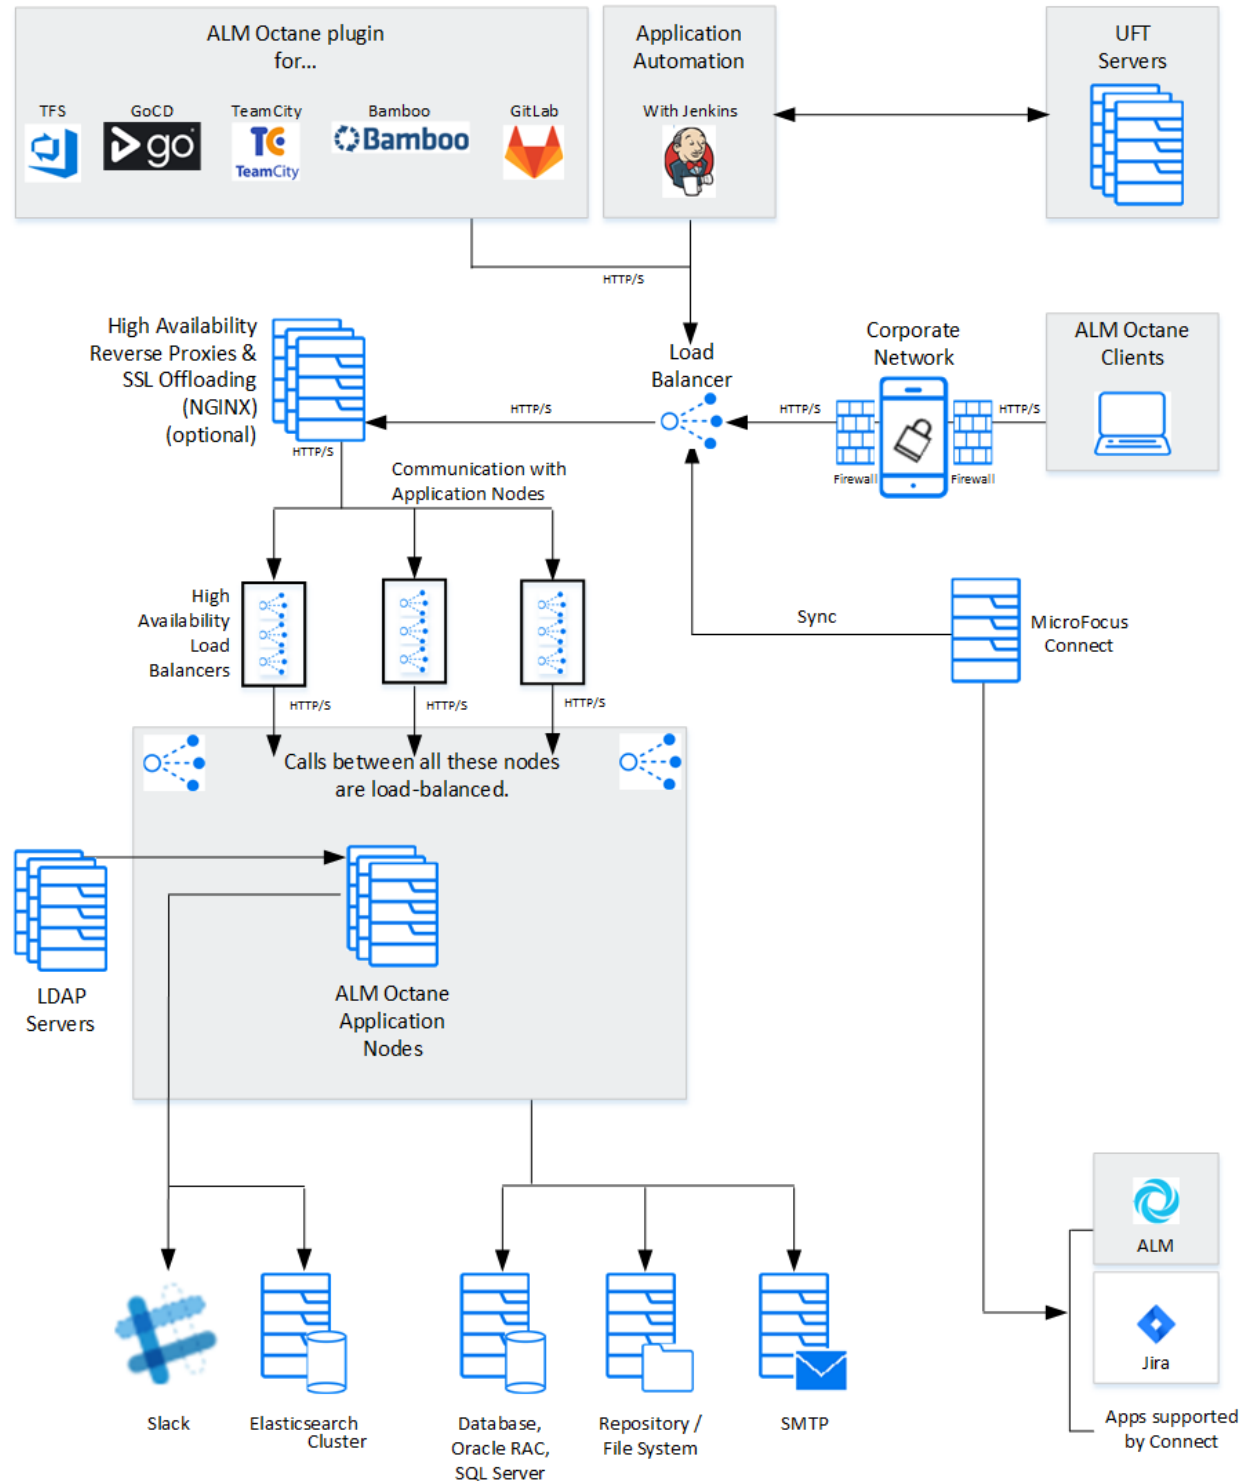 ALM Octane plugin
for...
TFS
GoCD
TeamCity
Bamboo
GitLab
go
TC
TeamCity
Bamboo
Application
Automation
With Jenkins
UFT
Servers
HTTP/S
High Availability
Reverse Proxies &
SSL Offloading
(NGINX)
(optional)
HTTP/S
HTTP/S
Load
Balancer
HTTP/S
Corporate
Network
Firewall
Firewall
HTTP/S
ALM Octane
Clients
Communication with
Application Nodes
High
Availability
Load
Balancers
HTTP/S
HTTP/S
HTTP/S
Sync
MicroFocus
Connect
Calls between all these nodes
are load-balanced.
LDAP
Servers
ALM Octane
Application
Nodes
ALM
Jira
Apps supported
by Connect
Slack
Elasticsearch
Cluster
Database,
Oracle RAC,
SQL Server
Repository /
File System
SMTP